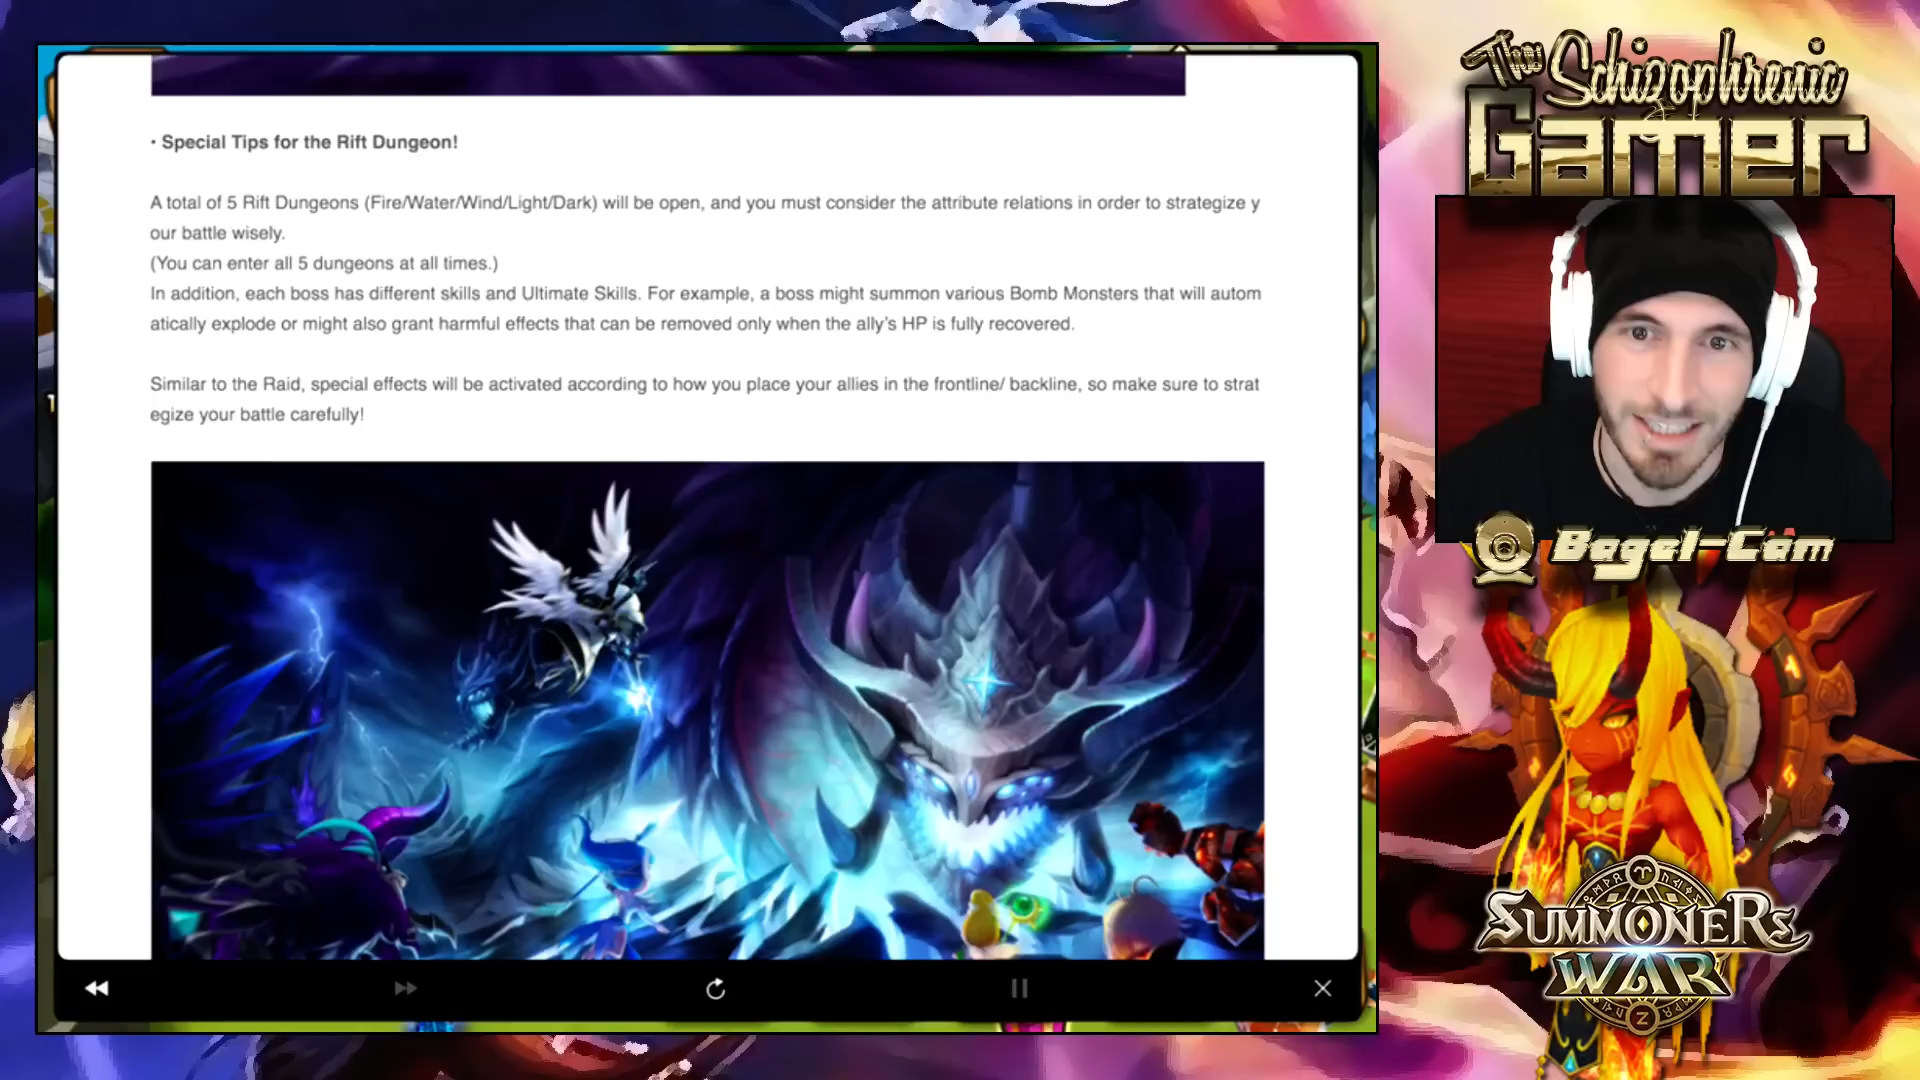 The
Schizophrenic
Gamer
· Special Tips for the Rift Dungeon!
A total of 5 Rift Dungeons (Fire/Water/Wind/Light/Dark) will be open, and you must consider the attribute relations in order to strategize y
our battle wisely.
(You can enter all 5 dungeons at all times.)
In addition, each boss has different skills and Ultimate Skills. For example, a boss might summon various Bomb Monsters that will autom
atically explode or might also grant harmful effects that can be removed only when the ally's HP is fully recovered.
Similar to the Raid, special effects will be activated according to how you place your allies in the frontline/ backline, so make sure to strat
egize your battle carefully!
Bagel-Cam
SUMMONERS
WAR